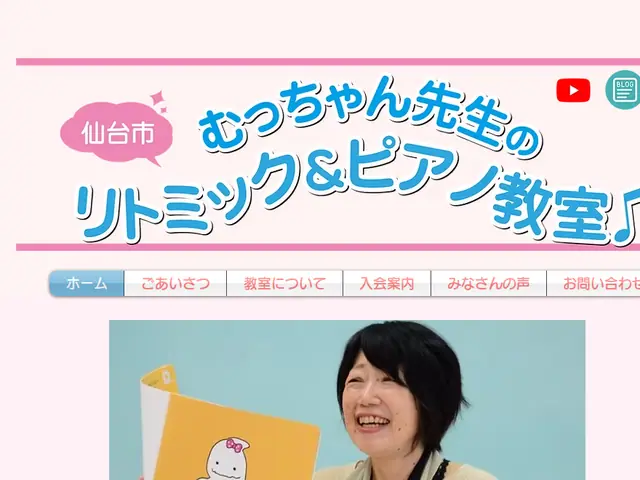 仙台市
むっちゃん先生の
リトミック&ピアノ教室♪
BLOG
ホーム
ごあいさつ
教室について
入会案内
みなさんの声
お問い合わせ